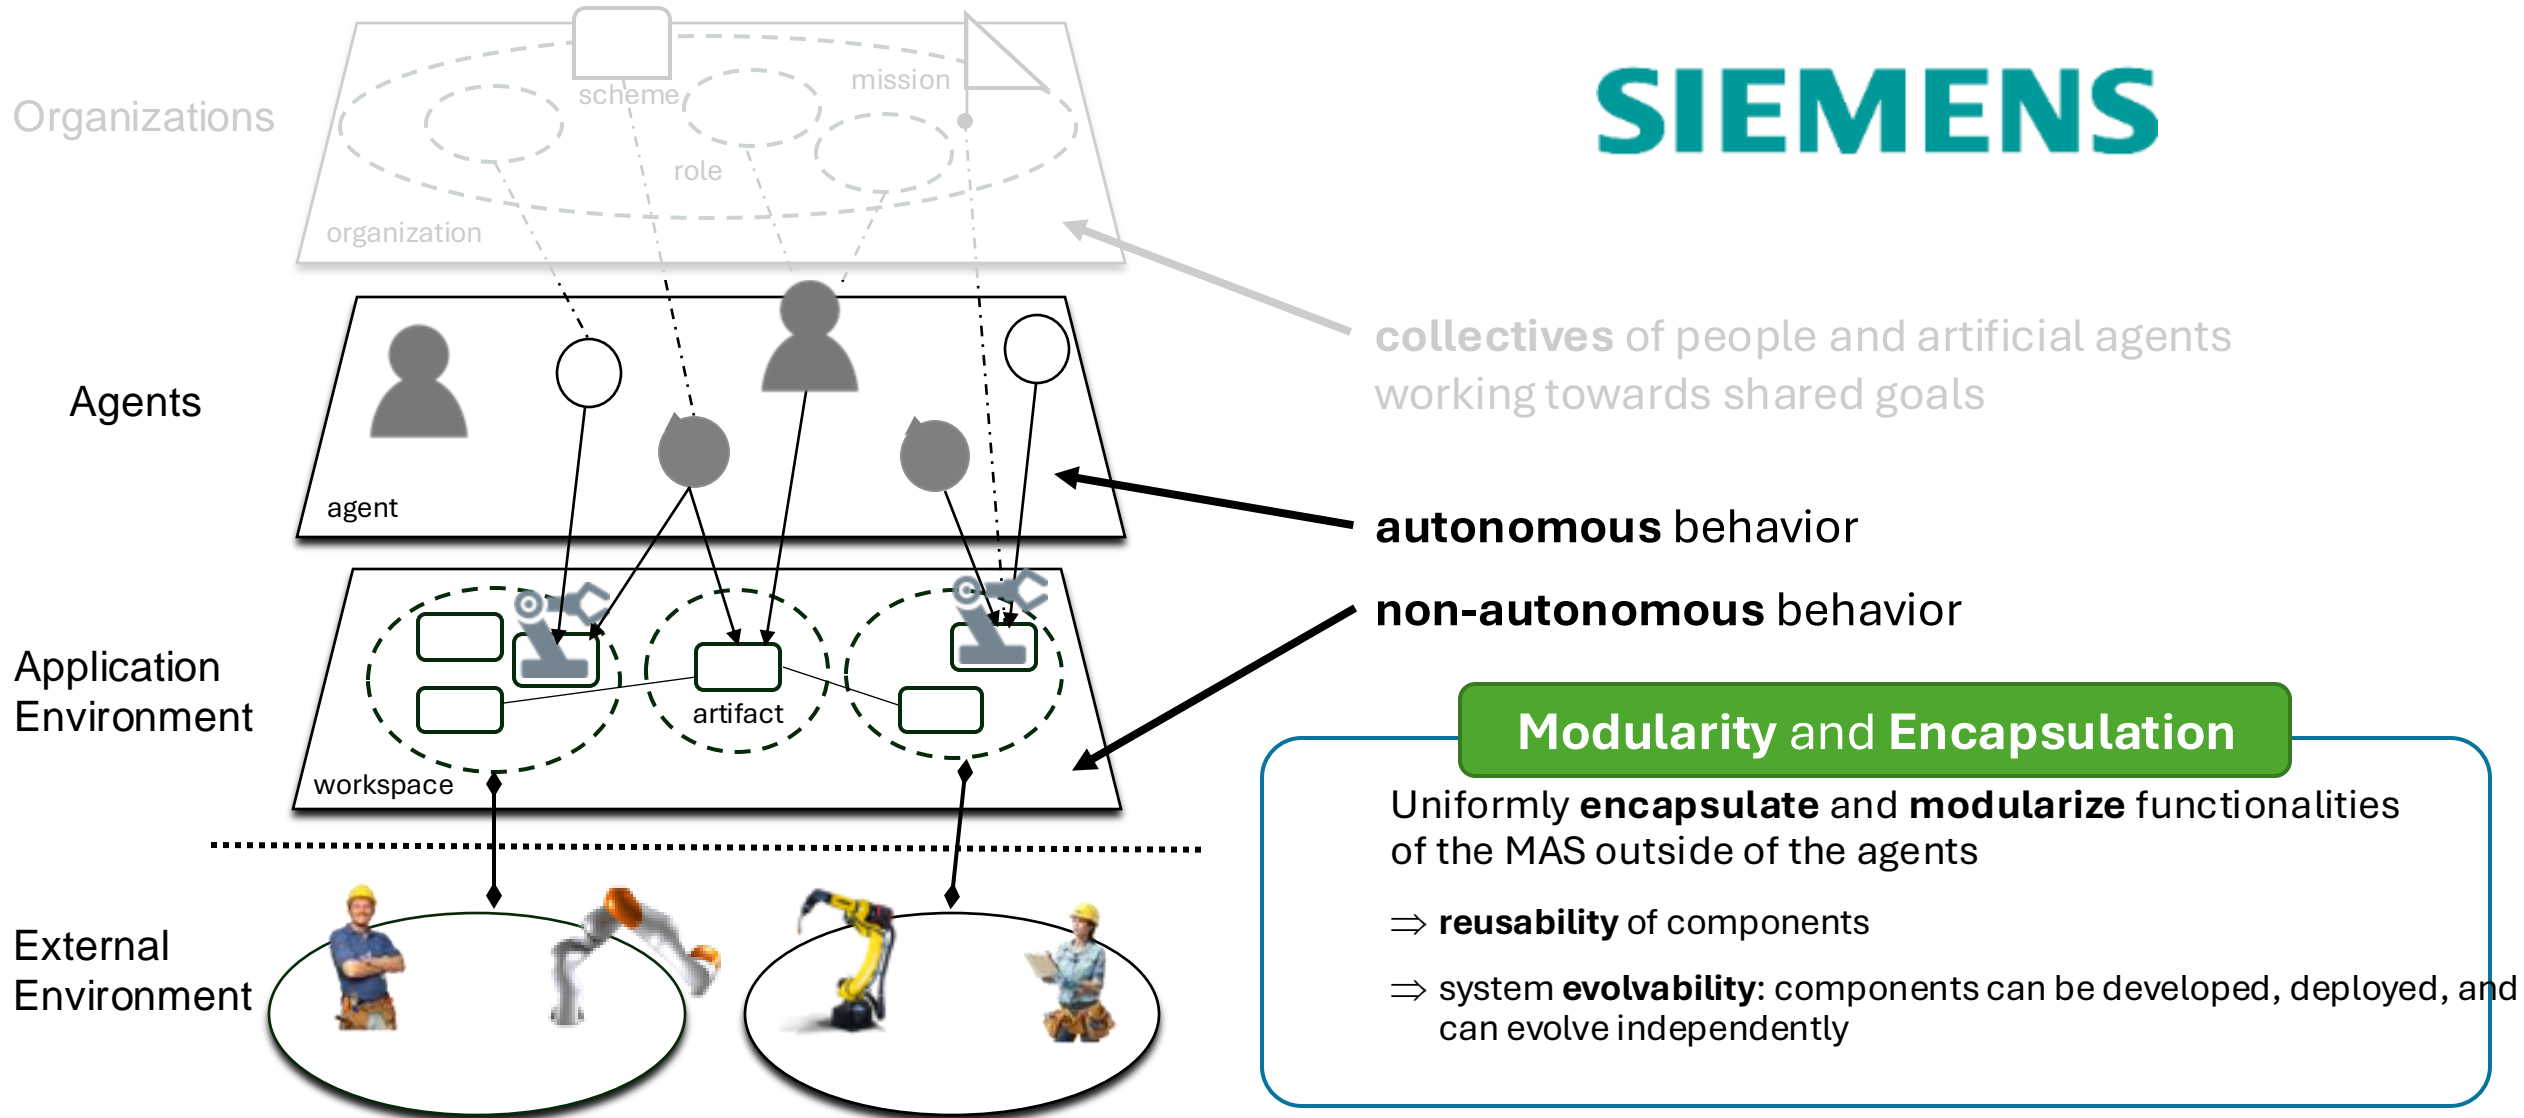 Organizations
scheme
mission
role
organization
SIEMENS
collectives of people and artificial agents
working towards shared goals
Agents
agent
autonomous behavior
non-autonomous behavior
Application
Environment
artifact
workspace
Modularity and Encapsulation
Uniformly encapsulate and modularize functionalities
of the MAS outside of the agents
⇒ reusability of components
⇒ system evolvability: components can be developed, deployed, and
can evolve independently
External
Environment